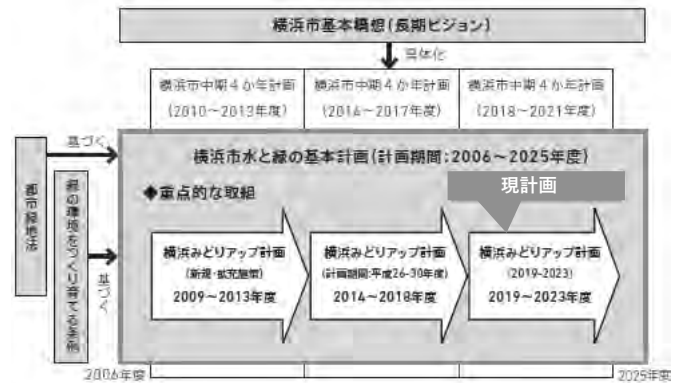 横浜市基本構想(長期ビジョン)
具体化
横浜市中期4か年計画
(2010~2013年度)
横浜市中期4か年計画
(2014~2017年度)
横浜市中期4か年計画
(2018~2021年度)
基づく
都市緑地法
緑の環境をつくり育てる条例
基づく
横浜市水と緑の基本計画(計画期間:2006~2025年度)
◆重点的な取組
現計画
横浜みどりアップ計画
(新規・拡充施策)
2009~2013年度
横浜みどりアップ計画
(計画期間:平成26-30年度)
2014~2018年度
横浜みどりアップ計画
(2019-2023)
2019~2023年度
2006年度
2025年度